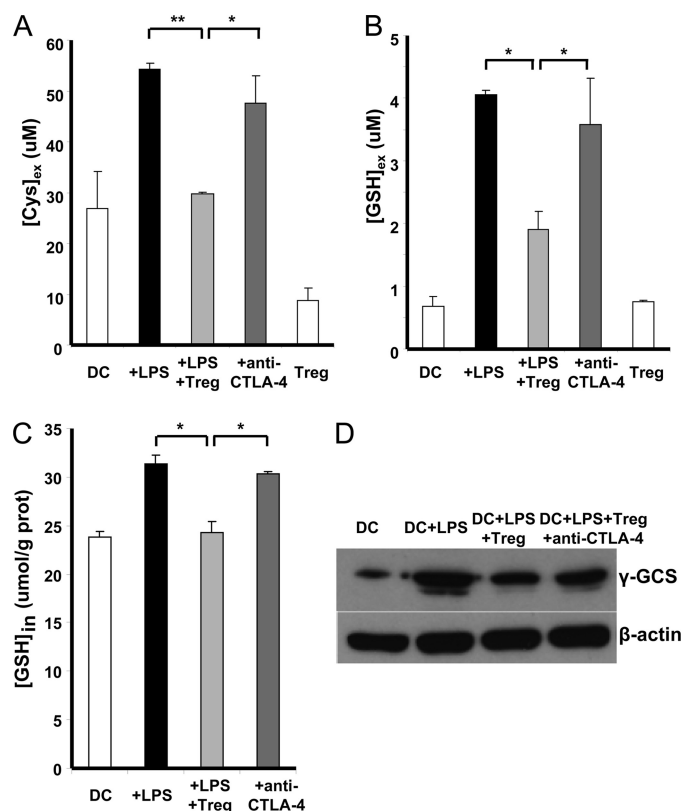 A
** *
[Cys]ex (uM)
60
50
40
30
20
10
0
DC +LPS +LPS +anti- Treg
+Treg CTLA-4
B
* *
[GSH]ex (uM)
5
4
3
2
1
0
DC +LPS +LPS +anti- Treg
+Treg CTLA-4
C
* *
[GSH]in (umol/g prot)
35
30
25
20
15
10
5
0
DC +LPS +LPS +anti-
+Treg CTLA-4
D
DC DC+LPS DC+LPS DC+LPS+Treg
+Treg +anti-CTLA-4
γ-GCS
β-actin